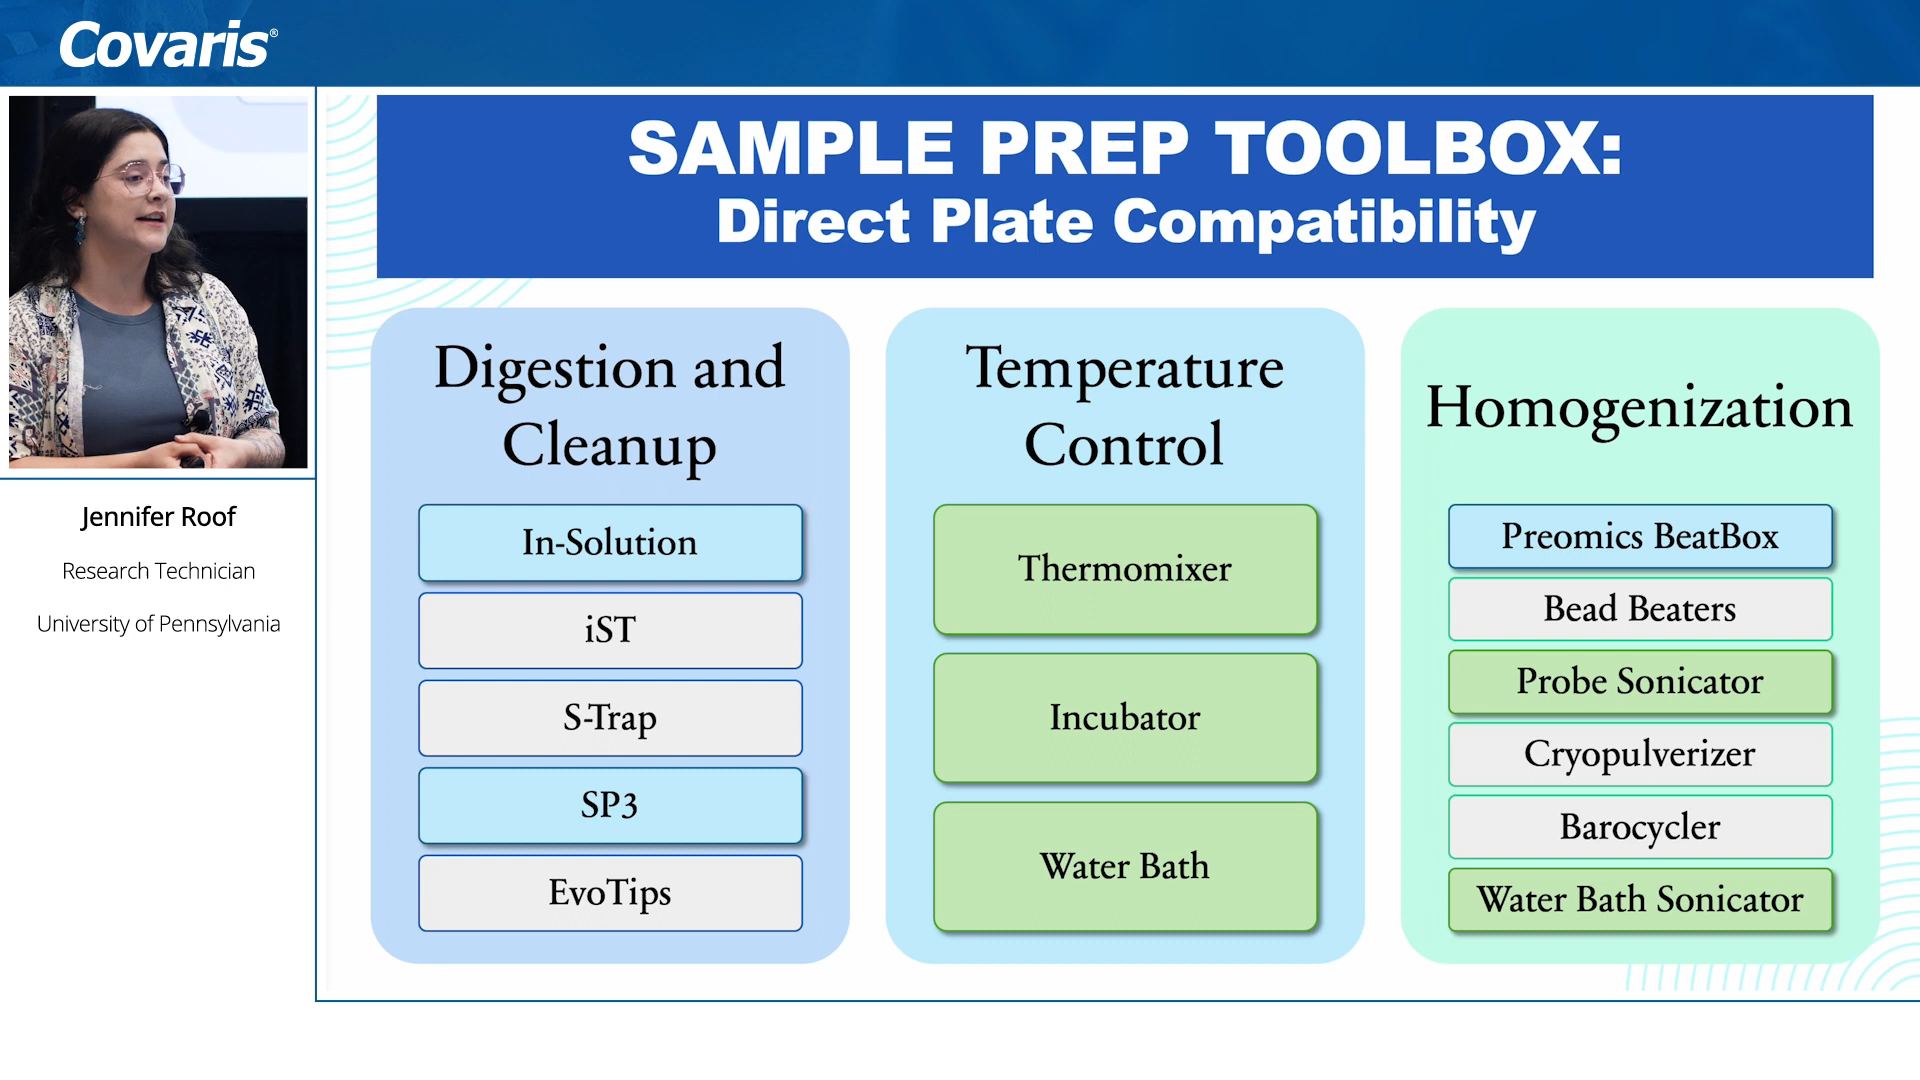 Covaris®
SAMPLE PREP TOOLBOX:
Direct Plate Compatibility
Jennifer Roof
Research Technician
University of Pennsylvania
Digestion and
Cleanup
In-Solution
iST
S-Trap
SP3
EvoTips
Temperature
Control
Thermomixer
Incubator
Water Bath
Homogenization
Preomics BeatBox
Bead Beaters
Probe Sonicator
Cryopulverizer
Barocycler
Water Bath Sonicator